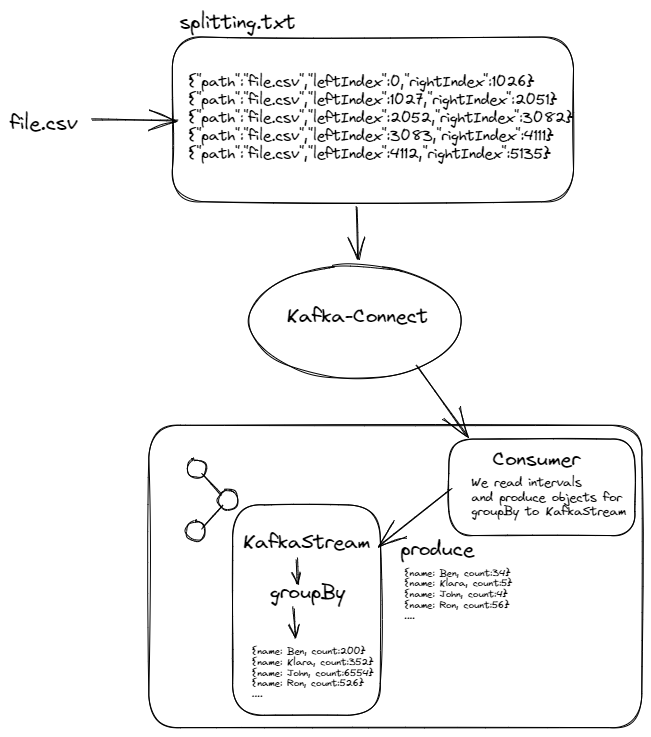 splitting.txt
{"path":"file.csv","leftIndex":0,"rightIndex":1026}
{"path":"file.csv","leftIndex":1027,"rightIndex":2051}
{"path":"file.csv","leftIndex":2052,"rightIndex":3082}
{"path":"file.csv","leftIndex":3083,"rightIndex":4111}
{"path":"file.csv","leftIndex":4112,"rightIndex":5135}
file.csv
Kafka-Connect
Consumer
We read intervals
and produce objects for
groupBy to KafkaStream
KafkaStream
groupBy
produce
{name: Ben, count:34}
{name: Klara, count:5}
{name: John, count:4}
{name: Ron, count:56}
....
{name: Ben, count:200}
{name: Klara, count:352}
{name: John, count:6554}
{name: Ron, count:526}
....